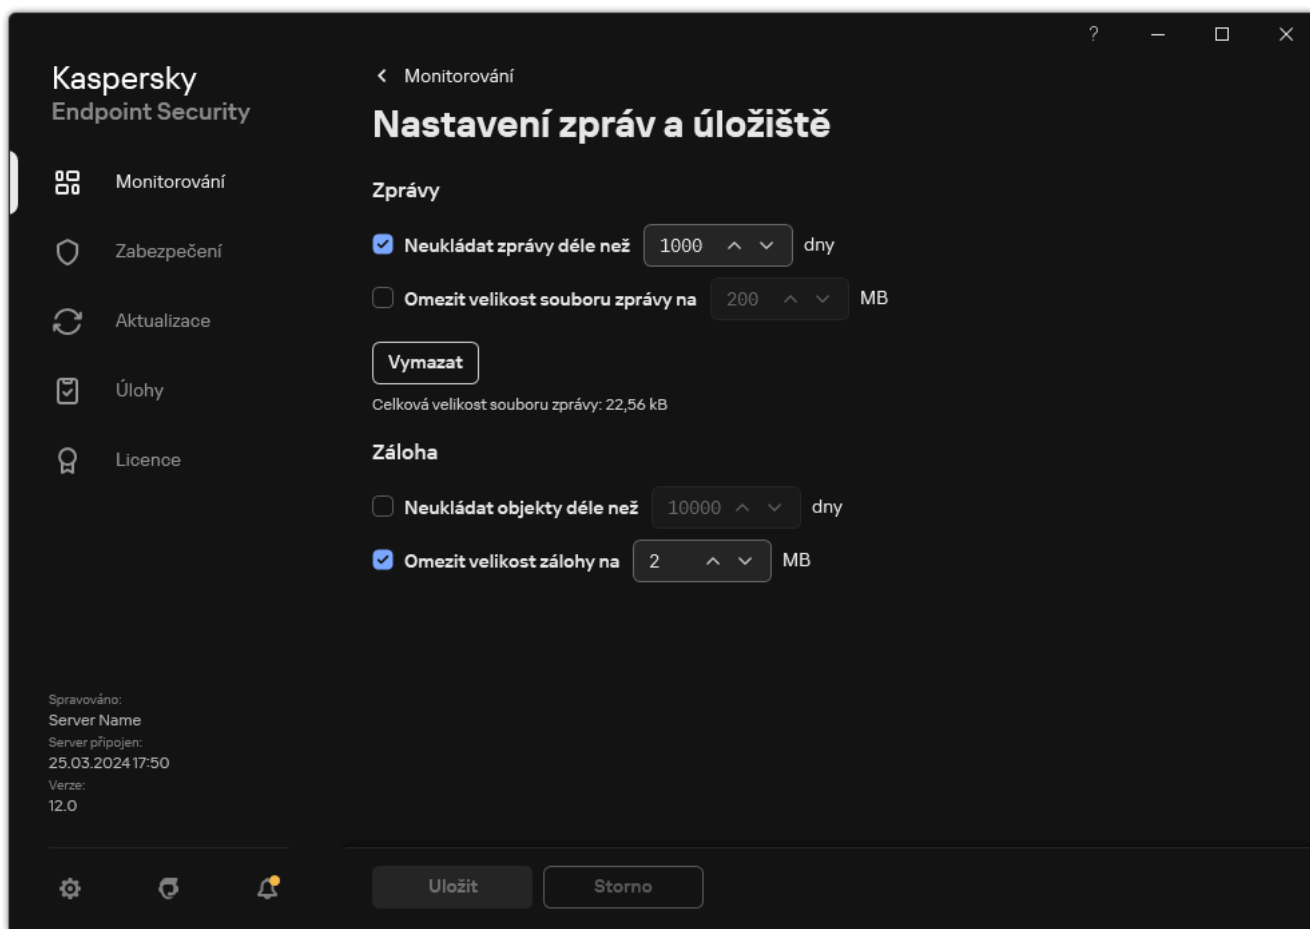 ?
Kaspersky
Endpoint Security
Monitorování
Zabezpečení
Aktualizace
Úlohy
Licence
Spravováno:
Server Name
Server připojen:
25.03.2024 17:50
Verze:
12.0
Monitorování
Nastavení zpráv a úložiště
Zprávy
Neukládat zprávy déle než 1000 dny
Omezit velikost souboru zprávy na 200 MB
Vymazat
Celková velikost souboru zprávy: 22,56 kB
Záloha
Neukládat objekty déle než 10000 dny
Omezit velikost zálohy na 2 MB
Uložit Storno